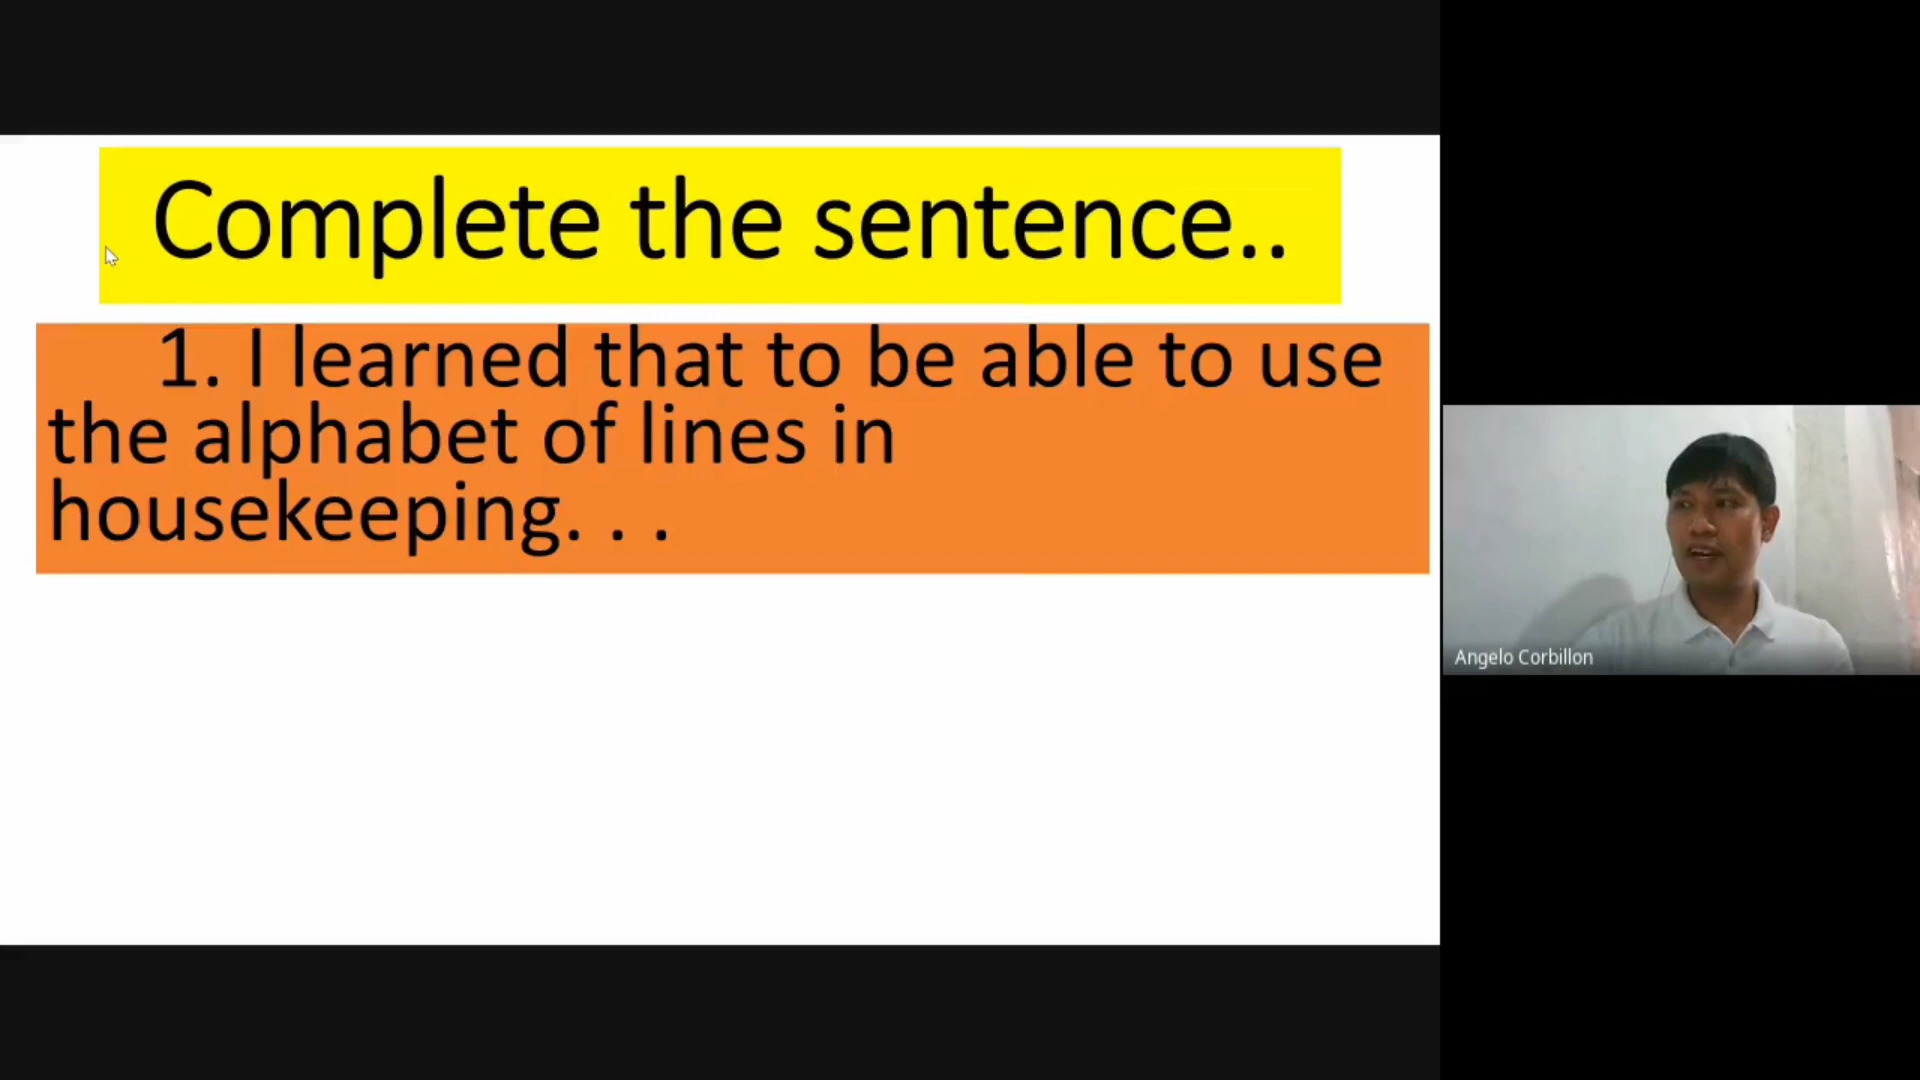 Complete the sentence..
1. I learned that to be able to use
the alphabet of lines in
housekeeping. . .
Angelo Corbillon